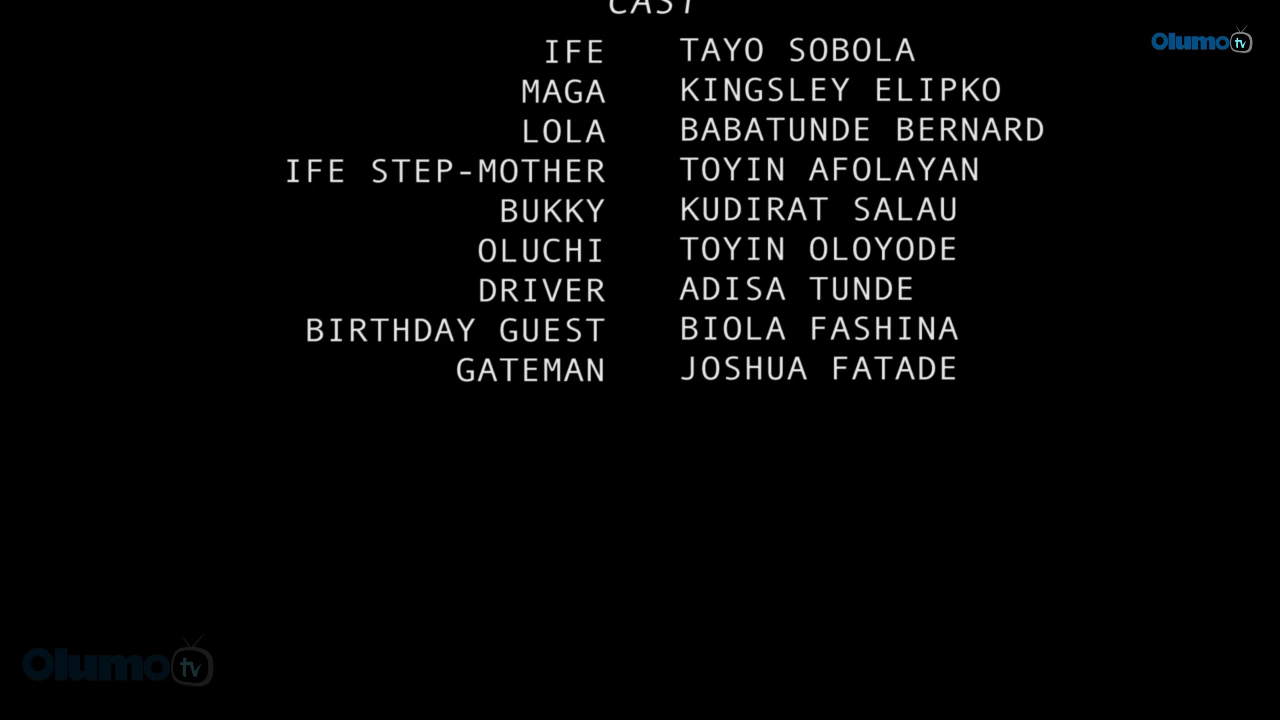 CAST
Olumo tv
IFE TAYO SOBOLA
MAGA KINGSLEY ELIPKO
LOLA BABATUNDE BERNARD
IFE STEP-MOTHER TOYIN AFOLAYAN
BUKKY KUDIRAT SALAU
OLUCHI TOYIN OLOYODE
DRIVER ADISA TUNDE
BIRTHDAY GUEST BIOLA FASHINA
GATEMAN JOSHUA FATADE
Olumo tv